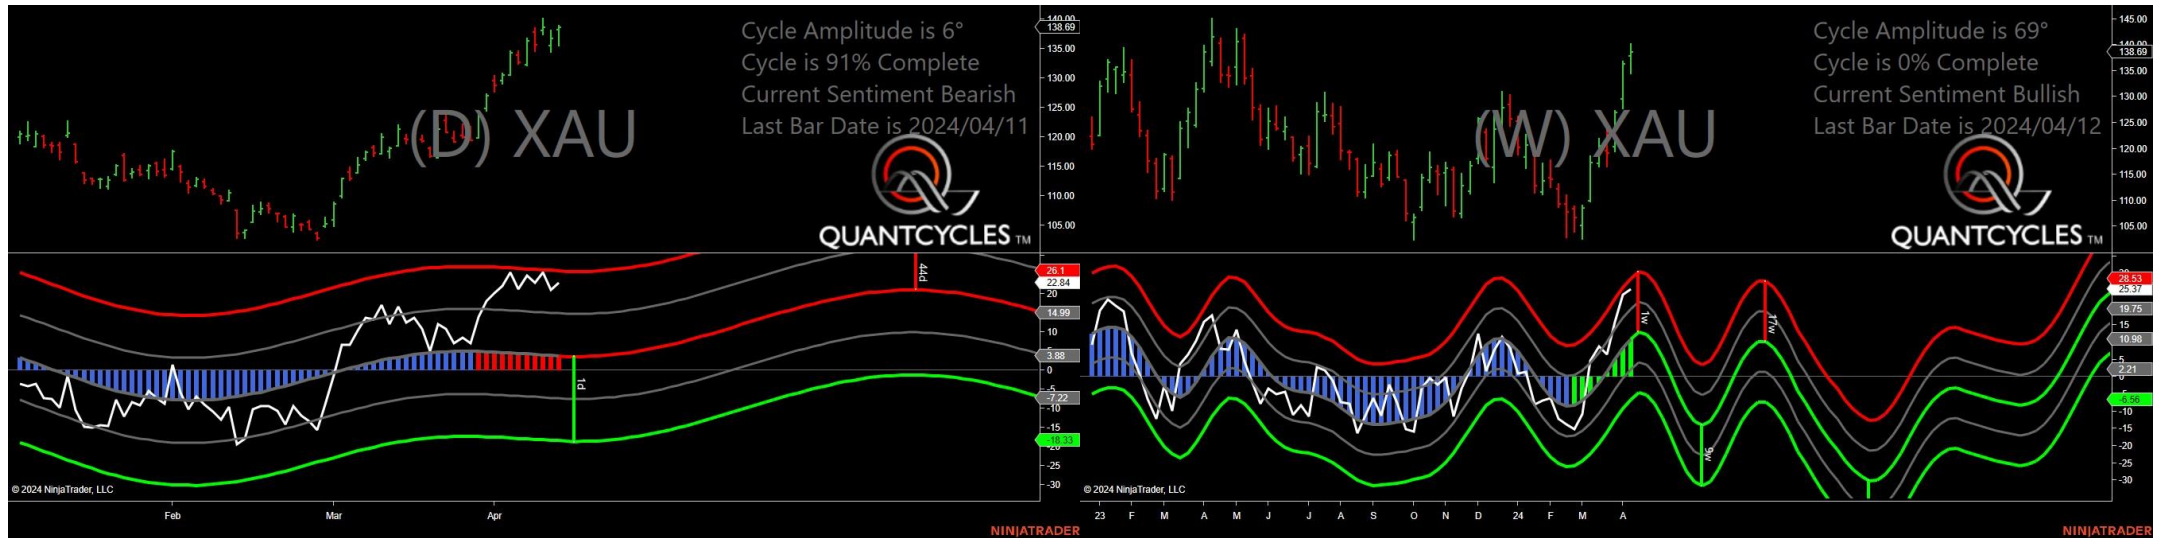 Cycle Amplitude is 6°
Cycle is 91% Complete
Current Sentiment Bearish
Last Bar Date is 2024/04/11
(D) XAU
QUANTCYCLES TM
140.00
138.69
135.00
130.00
125.00
120.00
115.00
110.00
105.00
44d
26.1
22.84
20
14.99
10
3.88
0
-5
-7.22
-10
-15
-18.33
-25
-30
1d
© 2024 NinjaTrader, LLC
Feb Mar Apr
NINJATRADER
Cycle Amplitude is 69°
Cycle is 0% Complete
Current Sentiment Bullish
Last Bar Date is 2024/04/12
(W) XAU
QUANTCYCLES TM
145.00
140.00
138.69
135.00
130.00
125.00
120.00
115.00
110.00
105.00
28.53
25.37
19.75
15
10.98
5
2.21
0
-6.56
-10
-15
-20
-25
-30
1w
17w
9w
© 2024 NinjaTrader, LLC
23 F M A M J J A S O N D 24 F M A
NINJATRADER